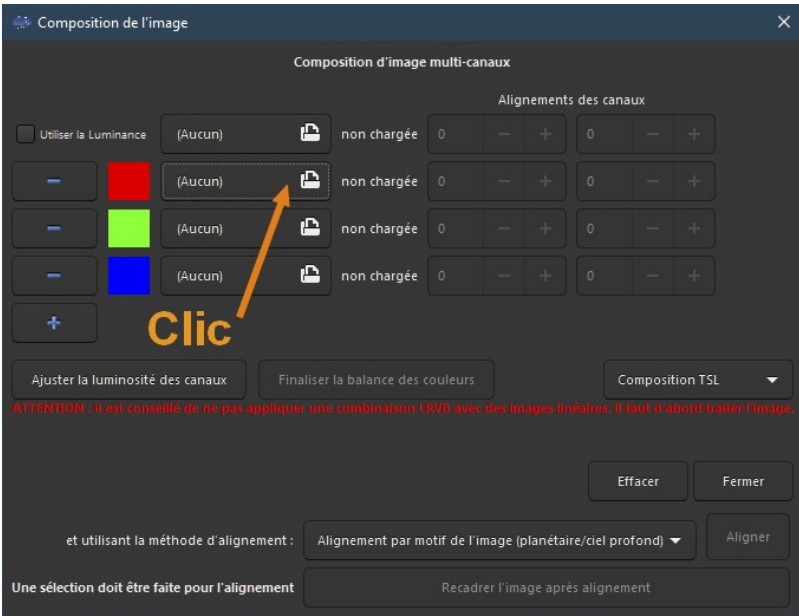 Composition de l'image
Composition d'image multi-canaux
Alignements des canaux
Utiliser la Luminance (Aucun) non chargée 0 0
(Aucun) non chargée 0 0
(Aucun) non chargée 0 0
(Aucun) non chargée 0 0
Clic
Ajuster la luminosité des canaux Finaliser la balance des couleurs Composition TSL
ATTENTION : il est conseillé de ne pas appliquer une combinaison LRVB avec des images linéaires. Il faut d'abord traiter l'image.
Effacer Fermer
et utilisant la méthode d'alignement : Alignement par motif de l'image (planétaire/ciel profond) Aligner
Une sélection doit être faite pour l'alignement Recadrer l'image après alignement